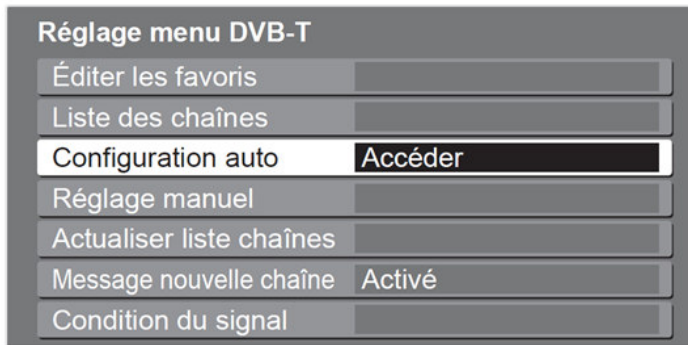 Réglage menu DVB-T
Éditer les favoris
Liste des chaînes
Configuration auto Accéder
Réglage manuel
Actualiser liste chaînes
Message nouvelle chaîne Activé
Condition du signal